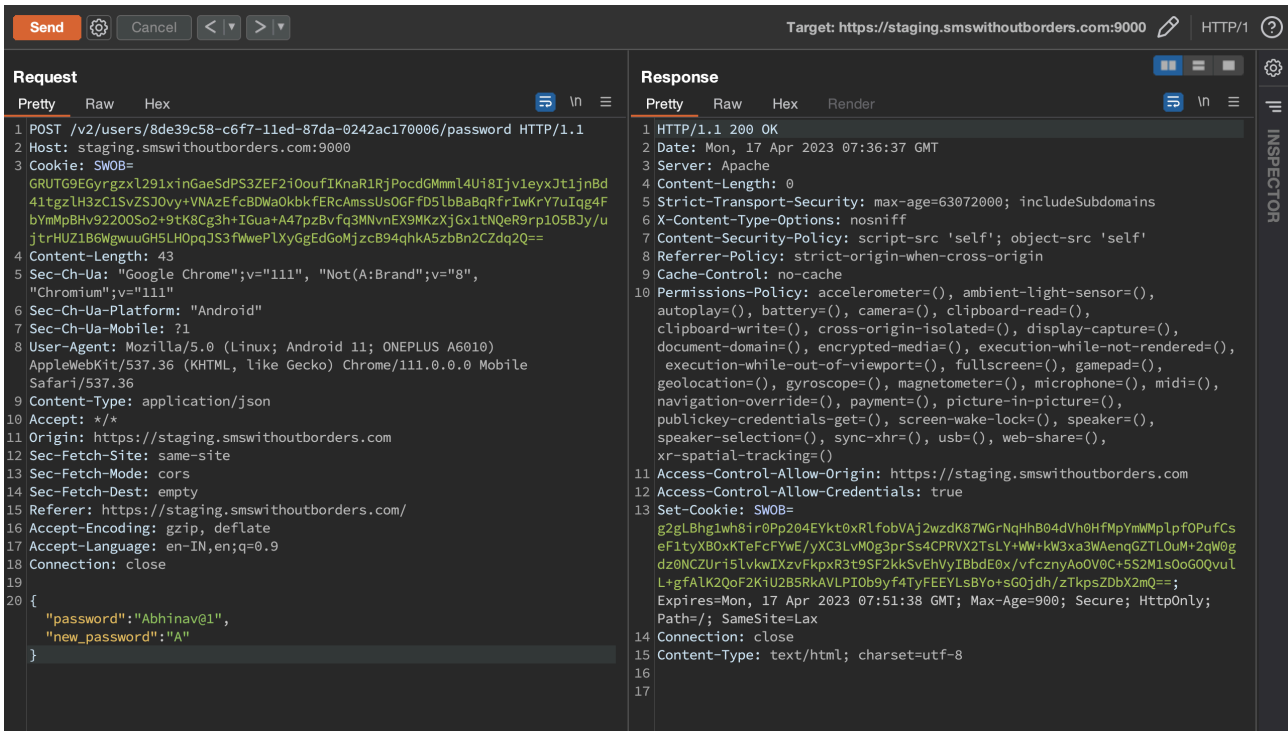 Send Cancel < > Target: https://staging.smswithoutborders.com:9000 HTTP/1 ?
Request
Pretty Raw Hex \n
1 POST /v2/users/8de39c58-c6f7-11ed-87da-0242ac170006/password HTTP/1.1
2 Host: staging.smswithoutborders.com:9000
3 Cookie: SWOB=
GRUTG9EGyrgzxl291xinGaeSdPS3ZEF2iOoufIKnaR1RjPocdGMmml4Ui8Ijv1eyxJt1jnBd
41tgzlH3zC1SvZSJOvy+VNAzEfcBDWaOkbkfERcAmssUsOGFfD5lbBaBqRfrIwKrY7uIqg4F
bYmMpBHv922OOSo2+9tK8Cg3h+IGua+A47pzBvfq3MNvnEX9MKzXjGx1tNQeR9rp1O5BJy/u
jtrHUZ1B6WgwuuGH5LHOpqJS3fWwePlXyGgEdGoMjzcB94qhkA5zbBn2CZdq2Q==
4 Content-Length: 43
5 Sec-Ch-Ua: "Google Chrome";v="111", "Not(A:Brand";v="8",
"Chromium";v="111"
6 Sec-Ch-Ua-Platform: "Android"
7 Sec-Ch-Ua-Mobile: ?1
8 User-Agent: Mozilla/5.0 (Linux; Android 11; ONEPLUS A6010)
AppleWebKit/537.36 (KHTML, like Gecko) Chrome/111.0.0.0 Mobile
Safari/537.36
9 Content-Type: application/json
10 Accept: */*
11 Origin: https://staging.smswithoutborders.com
12 Sec-Fetch-Site: same-site
13 Sec-Fetch-Mode: cors
14 Sec-Fetch-Dest: empty
15 Referer: https://staging.smswithoutborders.com/
16 Accept-Encoding: gzip, deflate
17 Accept-Language: en-IN,en;q=0.9
18 Connection: close
19
20 {
"password":"Abhinav@1",
"new_password":"A"
}
Response
Pretty Raw Hex Render \n
1 HTTP/1.1 200 OK
2 Date: Mon, 17 Apr 2023 07:36:37 GMT
3 Server: Apache
4 Content-Length: 0
5 Strict-Transport-Security: max-age=63072000; includeSubdomains
6 X-Content-Type-Options: nosniff
7 Content-Security-Policy: script-src 'self'; object-src 'self'
8 Referrer-Policy: strict-origin-when-cross-origin
9 Cache-Control: no-cache
10 Permissions-Policy: accelerometer=(), ambient-light-sensor=(),
autoplay=(), battery=(), camera=(), clipboard-read=(),
clipboard-write=(), cross-origin-isolated=(), display-capture=(),
document-domain=(), encrypted-media=(), execution-while-not-rendered=(),
execution-while-out-of-viewport=(), fullscreen=(), gamepad=(),
geolocation=(), gyroscope=(), magnetometer=(), microphone=(), midi=(),
navigation-override=(), payment=(), picture-in-picture=(),
publickey-credentials-get=(), screen-wake-lock=(), speaker=(),
speaker-selection=(), sync-xhr=(), usb=(), web-share=(),
xr-spatial-tracking=()
11 Access-Control-Allow-Origin: https://staging.smswithoutborders.com
12 Access-Control-Allow-Credentials: true
13 Set-Cookie: SWOB=
g2gLBhg1wh8ir0Pp204EYkt0xRlfobVAj2wzdK87WGrNqHhB04dVh0HfMpYmWMplpfOPufCs
eF1tyXBOxKTeFcFYwE/yXC3LvMOg3prSs4CPRVX2TsLY+WW+kW3xa3WAenqGZTLOuM+2qW0g
dz0NCZUri5lvkwIXzvFkpxR3t9SF2kkSvEhVyIBbdE0x/vfcznyAoOV0C+5S2M1sOoGOQvul
L+gfAlK2QoF2KiU2B5RkAVLPIOb9yf4TyFEEYLsBYo+sGOjdh/zTkpsZDbX2mQ==;
Expires=Mon, 17 Apr 2023 07:51:38 GMT; Max-Age=900; Secure; HttpOnly;
Path=/; SameSite=Lax
14 Connection: close
15 Content-Type: text/html; charset=utf-8
16
17
INSPECTOR